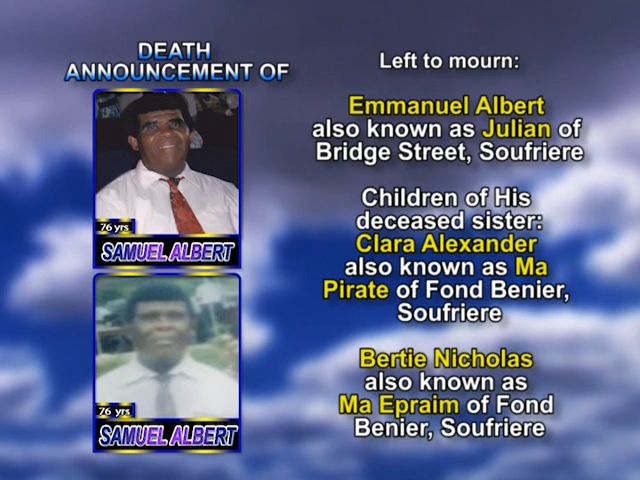 DEATH
ANNOUNCEMENT OF
76 yrs
SAMUEL ALBERT
76 yrs
SAMUEL ALBERT
Left to mourn:
Emmanuel Albert
also known as Julian of
Bridge Street, Soufriere
Children of His
deceased sister:
Clara Alexander
also known as Ma
Pirate of Fond Benier,
Soufriere
Bertie Nicholas
also known as
Ma Epraim of Fond
Benier, Soufriere